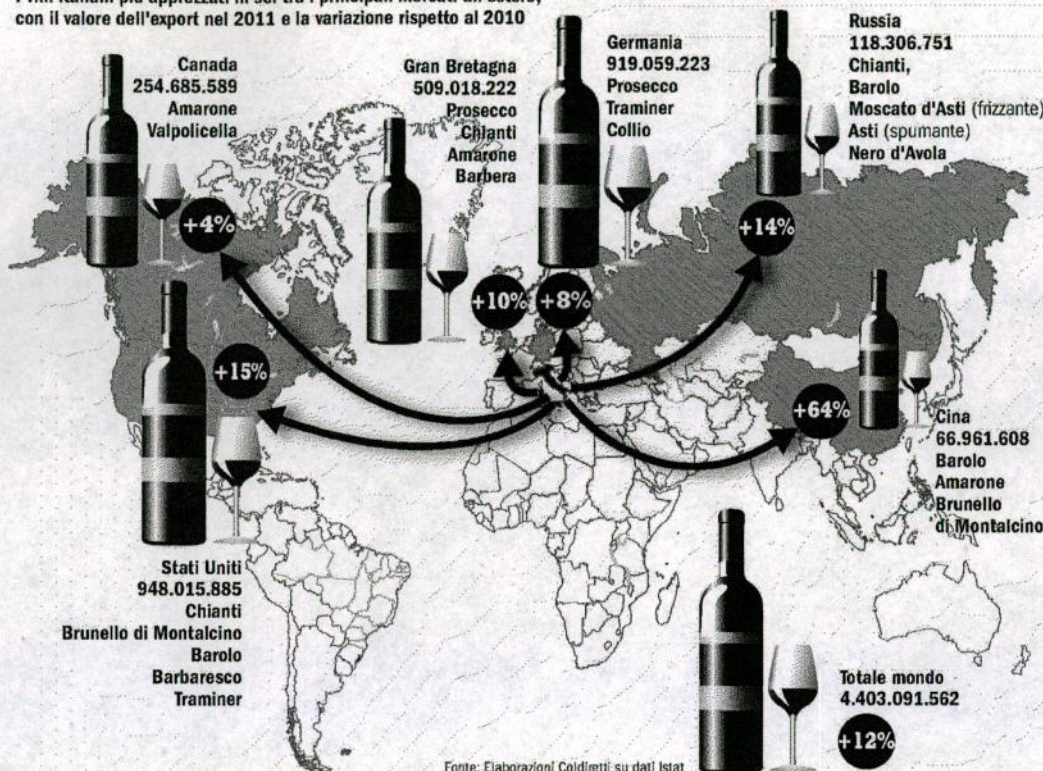 con il valore dell'export nel 2011 e la variazione rispetto al 2010
Canada
254.685.589
Amarone
Valpolicella
+4%
Gran Bretagna
509.018.222
Prosecco
Chianti
Amarone
Barbera
+10%
Germania
919.059.223
Prosecco
Traminer
Collio
+8%
Russia
118.306.751
Chianti,
Barolo
Moscato d'Asti (frizzante)
Asti (spumante)
Nero d'Avola
+14%
+15%
Stati Uniti
948.015.885
Chianti
Brunello di Montalcino
Barolo
Barbaresco
Traminer
+64%
Cina
66.961.608
Barolo
Amarone
Brunello
di Montalcino
Totale mondo
4.403.091.562
+12%
Fonte: Elaborazioni Coldiretti su dati Istat